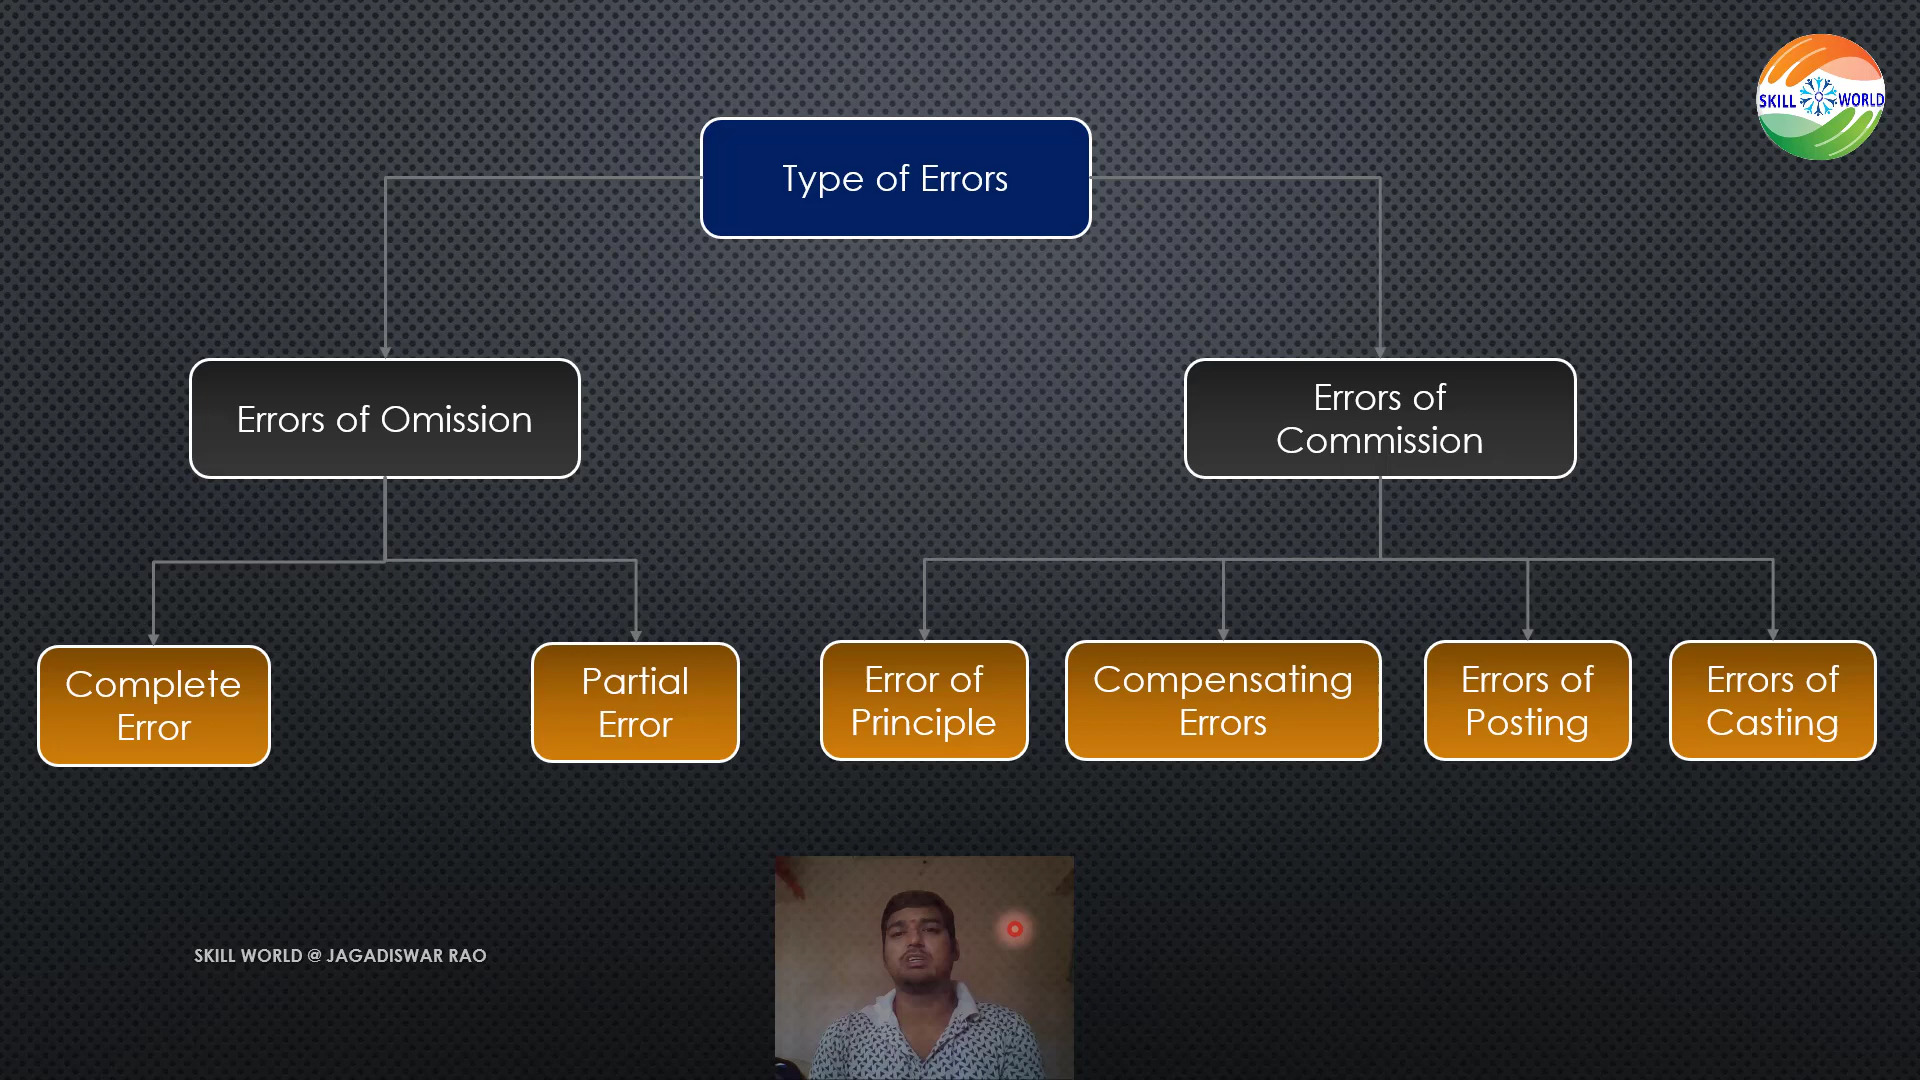 SKILL WORLD
Type of Errors
Errors of Omission
Errors of
Commission
Complete
Error
Partial
Error
Error of
Principle
Compensating
Errors
Errors of
Posting
Errors of
Casting
SKILL WORLD @ JAGADISWAR RAO